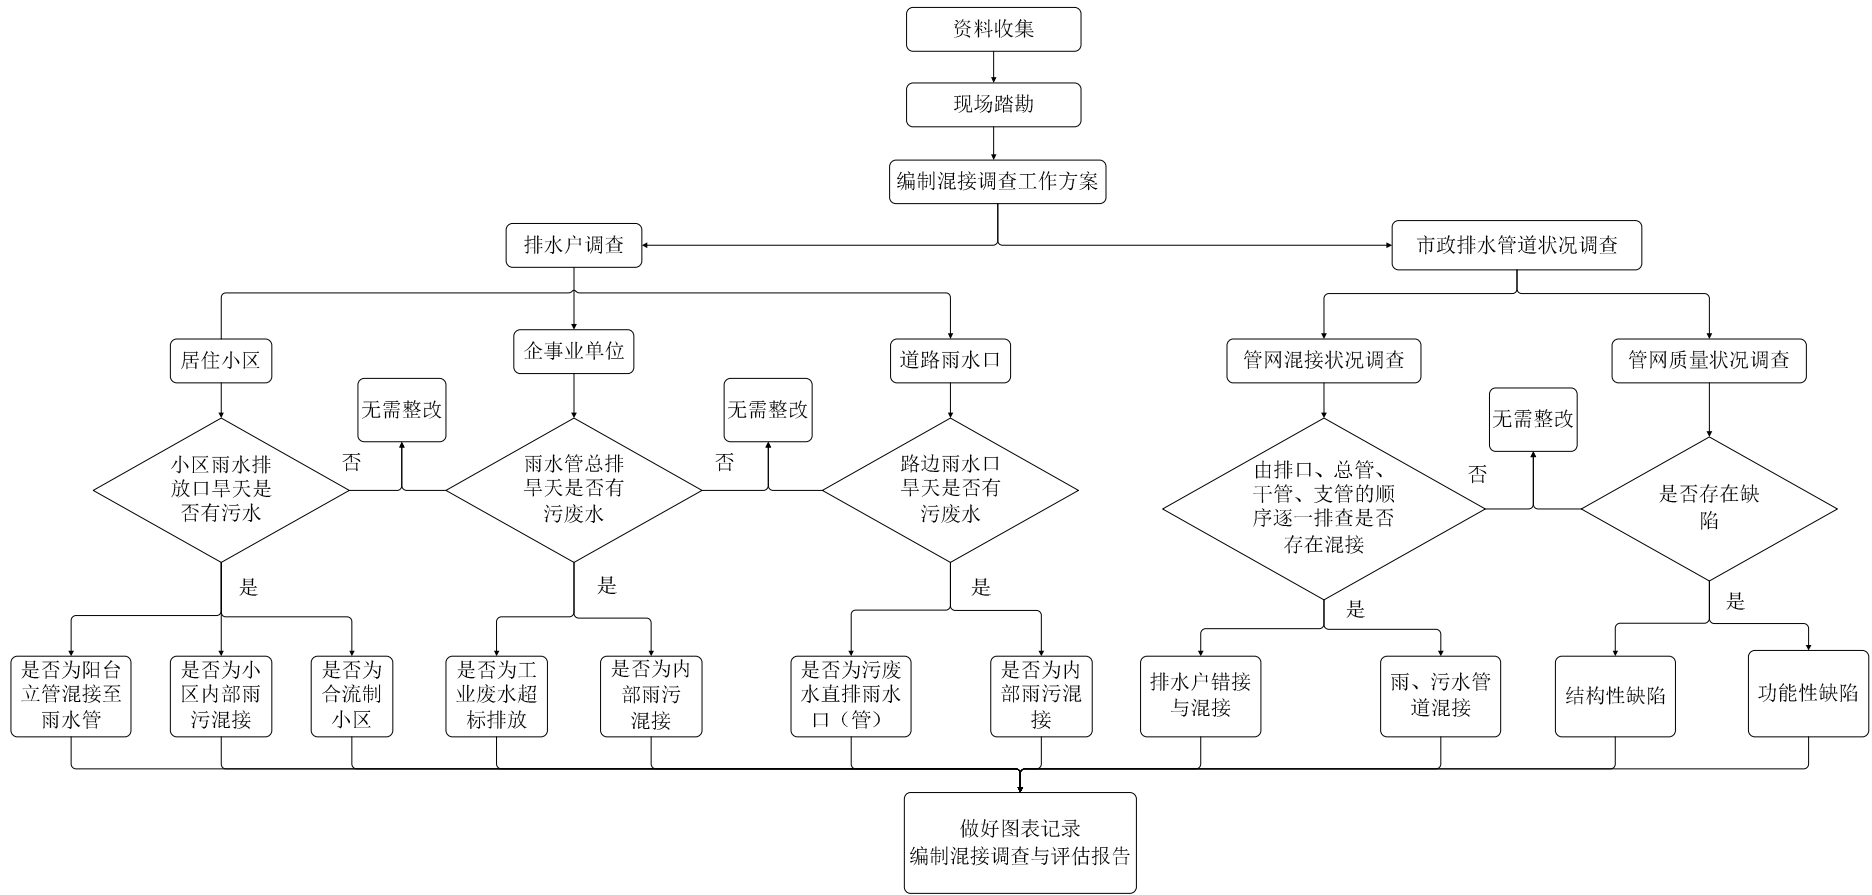 资料收集
现场踏勘
编制混接调查工作方案
排水户调查
市政排水管道状况调查
居住小区
企事业单位
道路雨水口
管网混接状况调查
管网质量状况调查
无需整改
无需整改
无需整改
小区雨水排
放口旱天是
否有污水
否
雨水管总排
旱天是否有
污废水
否
路边雨水口
旱天是否有
污废水
由排口、总管、
干管、支管的顺
序逐一排查是否
存在混接
否
是否存在缺
陷
是
是
是
是
是
是否为阳台
立管混接至
雨水管
是否为小
区内部雨
污混接
是否为
合流制
小区
是否为工
业废水超
标排放
是否为内
部雨污
混接
是否为污废
水直排雨水
口（管）
是否为内
部雨污混
接
排水户错接
与混接
雨、污水管
道混接
结构性缺陷
功能性缺陷
做好图表记录
编制混接调查与评估报告